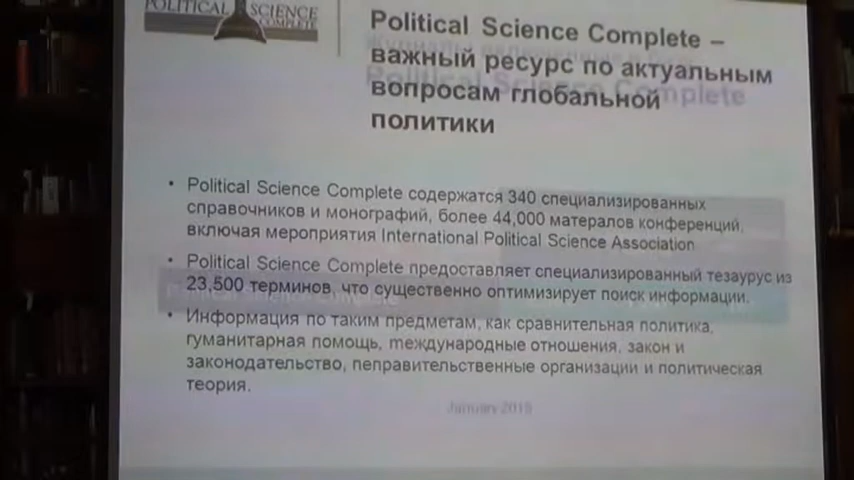 POLITICAL SCIENCE
COMPLETE
Political Science Complete –
важный ресурс по актуальным
вопросам глобальной
политики
• Political Science Complete содержатся 340 специализированных
справочников и монографий, более 44,000 матералов конференций,
включая мероприятия International Political Science Association
• Political Science Complete предоставляет специализированный тезаурус из
23,500 терминов, что существенно оптимизирует поиск информации.
• Информация по таким предметам, как сравнительная политика,
гуманитарная помощь, международные отношения, закон и
законодательство, неправительственные организации и политическая
теория.
January 2015